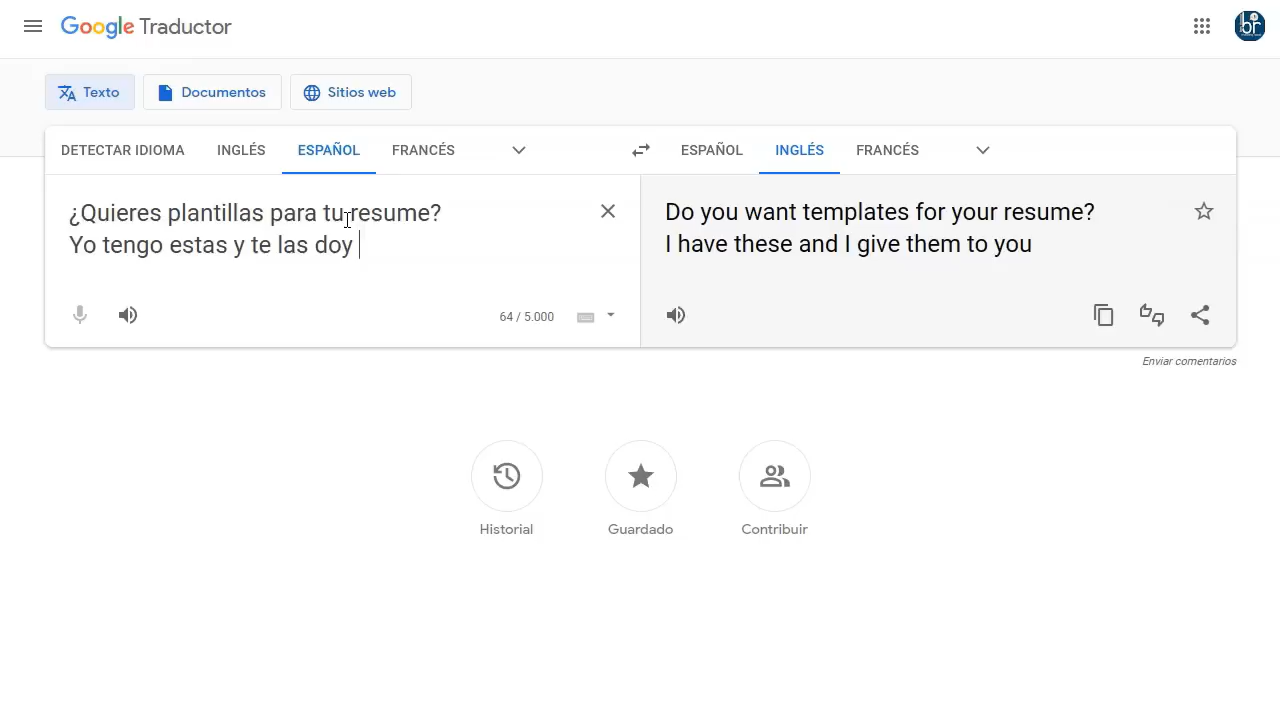 Google Traductor
br
Texto
Documentos
Sitios web
DETECTAR IDIOMA
INGLÉS
ESPAÑOL
FRANCÉS
ESPAÑOL
INGLÉS
FRANCÉS
¿Quieres plantillas para tu resume?
Yo tengo estas y te las doy
64 / 5.000
Do you want templates for your resume?
I have these and I give them to you
Enviar comentarios
Historial
Guardado
Contribuir